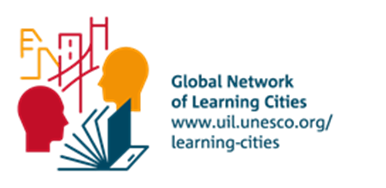 Global Network
of Learning Cities
www.uil.unesco.org/
learning-cities